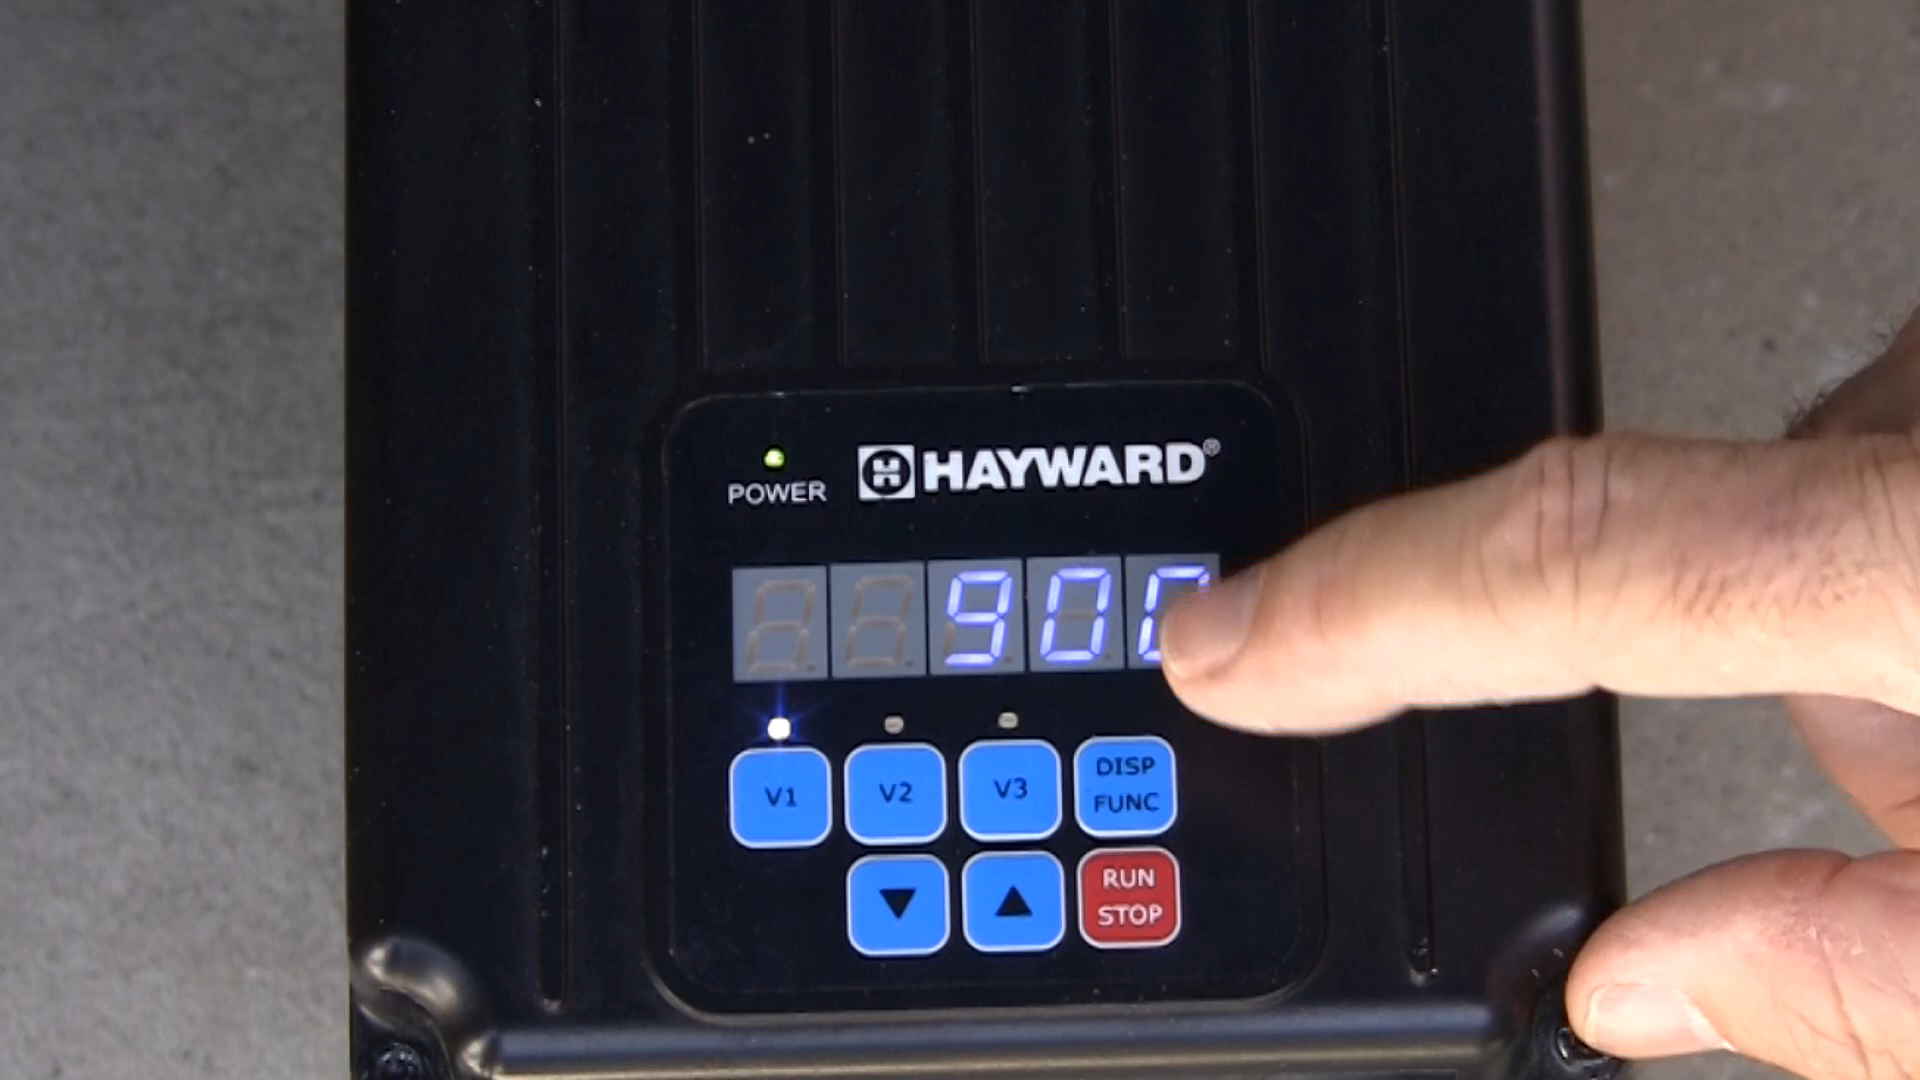 HAYWARD®
POWER
900
V1 V2 V3 DISP FUNC
▼ ▲ RUN STOP